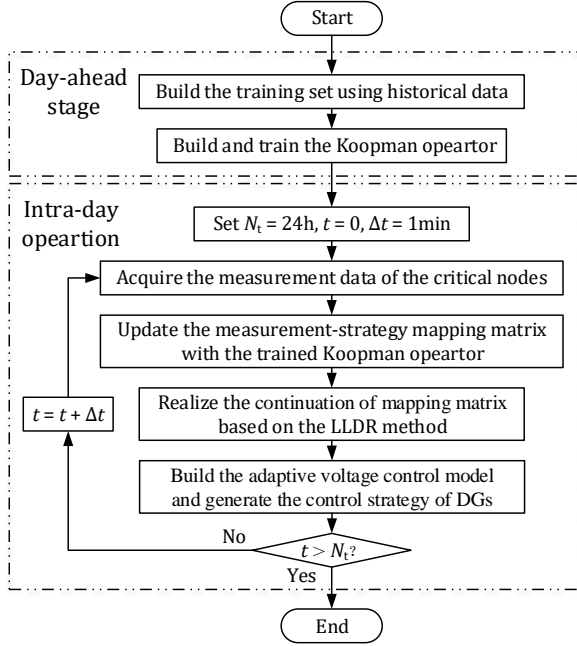 Start
Day-ahead
stage
Build the training set using historical data
Build and train the Koopman opeartor
Intra-day
opeartion
Set Nt = 24h, t = 0, Δt = 1min
Acquire the measurement data of the critical nodes
Update the measurement-strategy mapping matrix
with the trained Koopman opeartor
Realize the continuation of mapping matrix
based on the LLDR method
t = t + Δt
Build the adaptive voltage control model
and generate the control strategy of DGs
No
t > Nt?
Yes
End